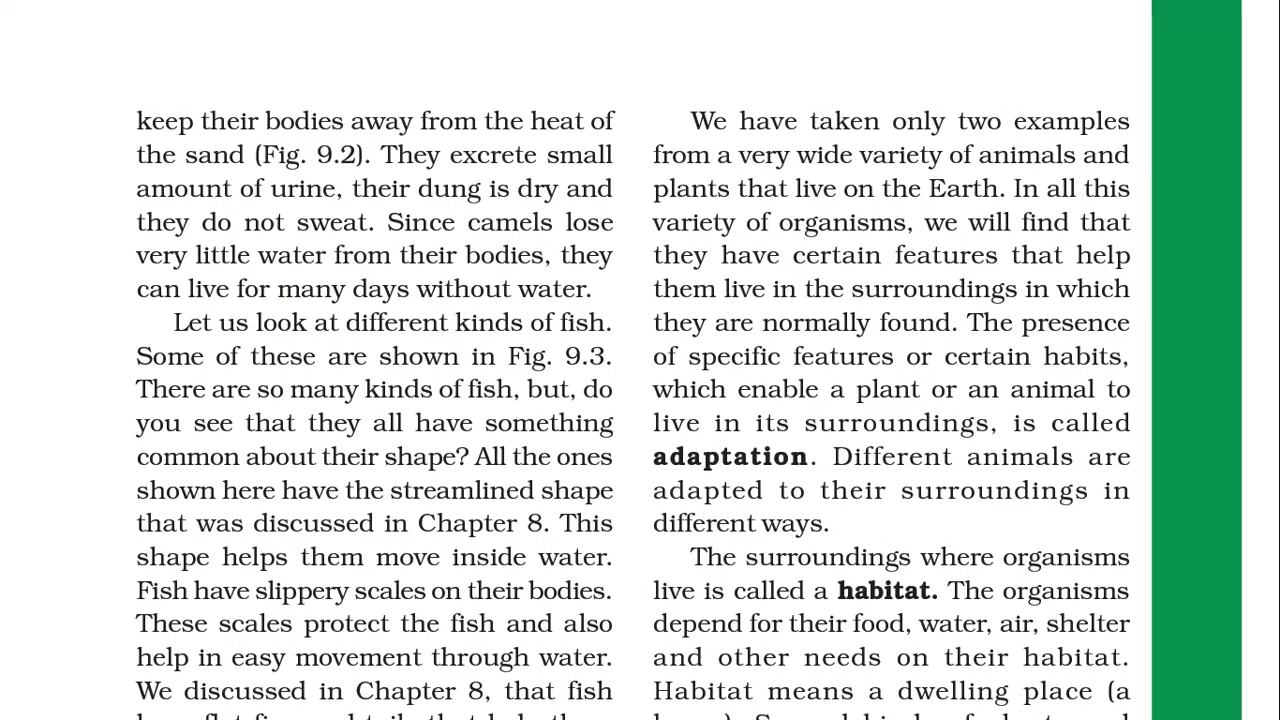 keep their bodies away from the heat of
the sand (Fig. 9.2). They excrete small
amount of urine, their dung is dry and
they do not sweat. Since camels lose
very little water from their bodies, they
can live for many days without water.
Let us look at different kinds of fish.
Some of these are shown in Fig. 9.3.
There are so many kinds of fish, but, do
you see that they all have something
common about their shape? All the ones
shown here have the streamlined shape
that was discussed in Chapter 8. This
shape helps them move inside water.
Fish have slippery scales on their bodies.
These scales protect the fish and also
help in easy movement through water.
We discussed in Chapter 8, that fish
We have taken only two examples
from a very wide variety of animals and
plants that live on the Earth. In all this
variety of organisms, we will find that
they have certain features that help
them live in the surroundings in which
they are normally found. The presence
of specific features or certain habits,
which enable a plant or an animal to
live in its surroundings, is called
adaptation. Different animals are
adapted to their surroundings in
different ways.
The surroundings where organisms
live is called a habitat. The organisms
depend for their food, water, air, shelter
and other needs on their habitat.
Habitat means a dwelling place (a